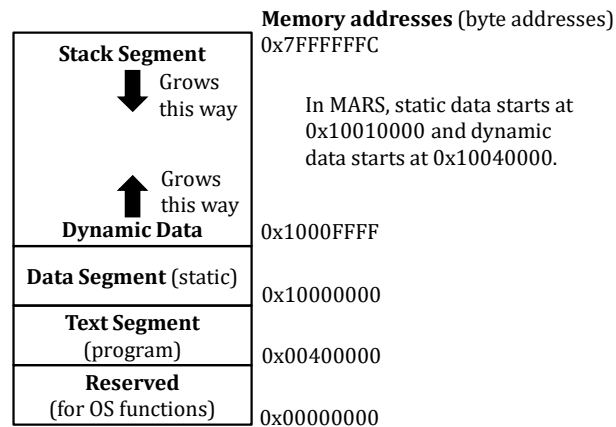 Memory addresses (byte addresses)
0x7FFFFFFC
Stack Segment
Grows
this way
In MARS, static data starts at
0x10010000 and dynamic
data starts at 0x10040000.
Grows
this way
Dynamic Data
0x1000FFFF
Data Segment (static)
0x10000000
Text Segment
(program)
0x00400000
Reserved
(for OS functions)
0x00000000